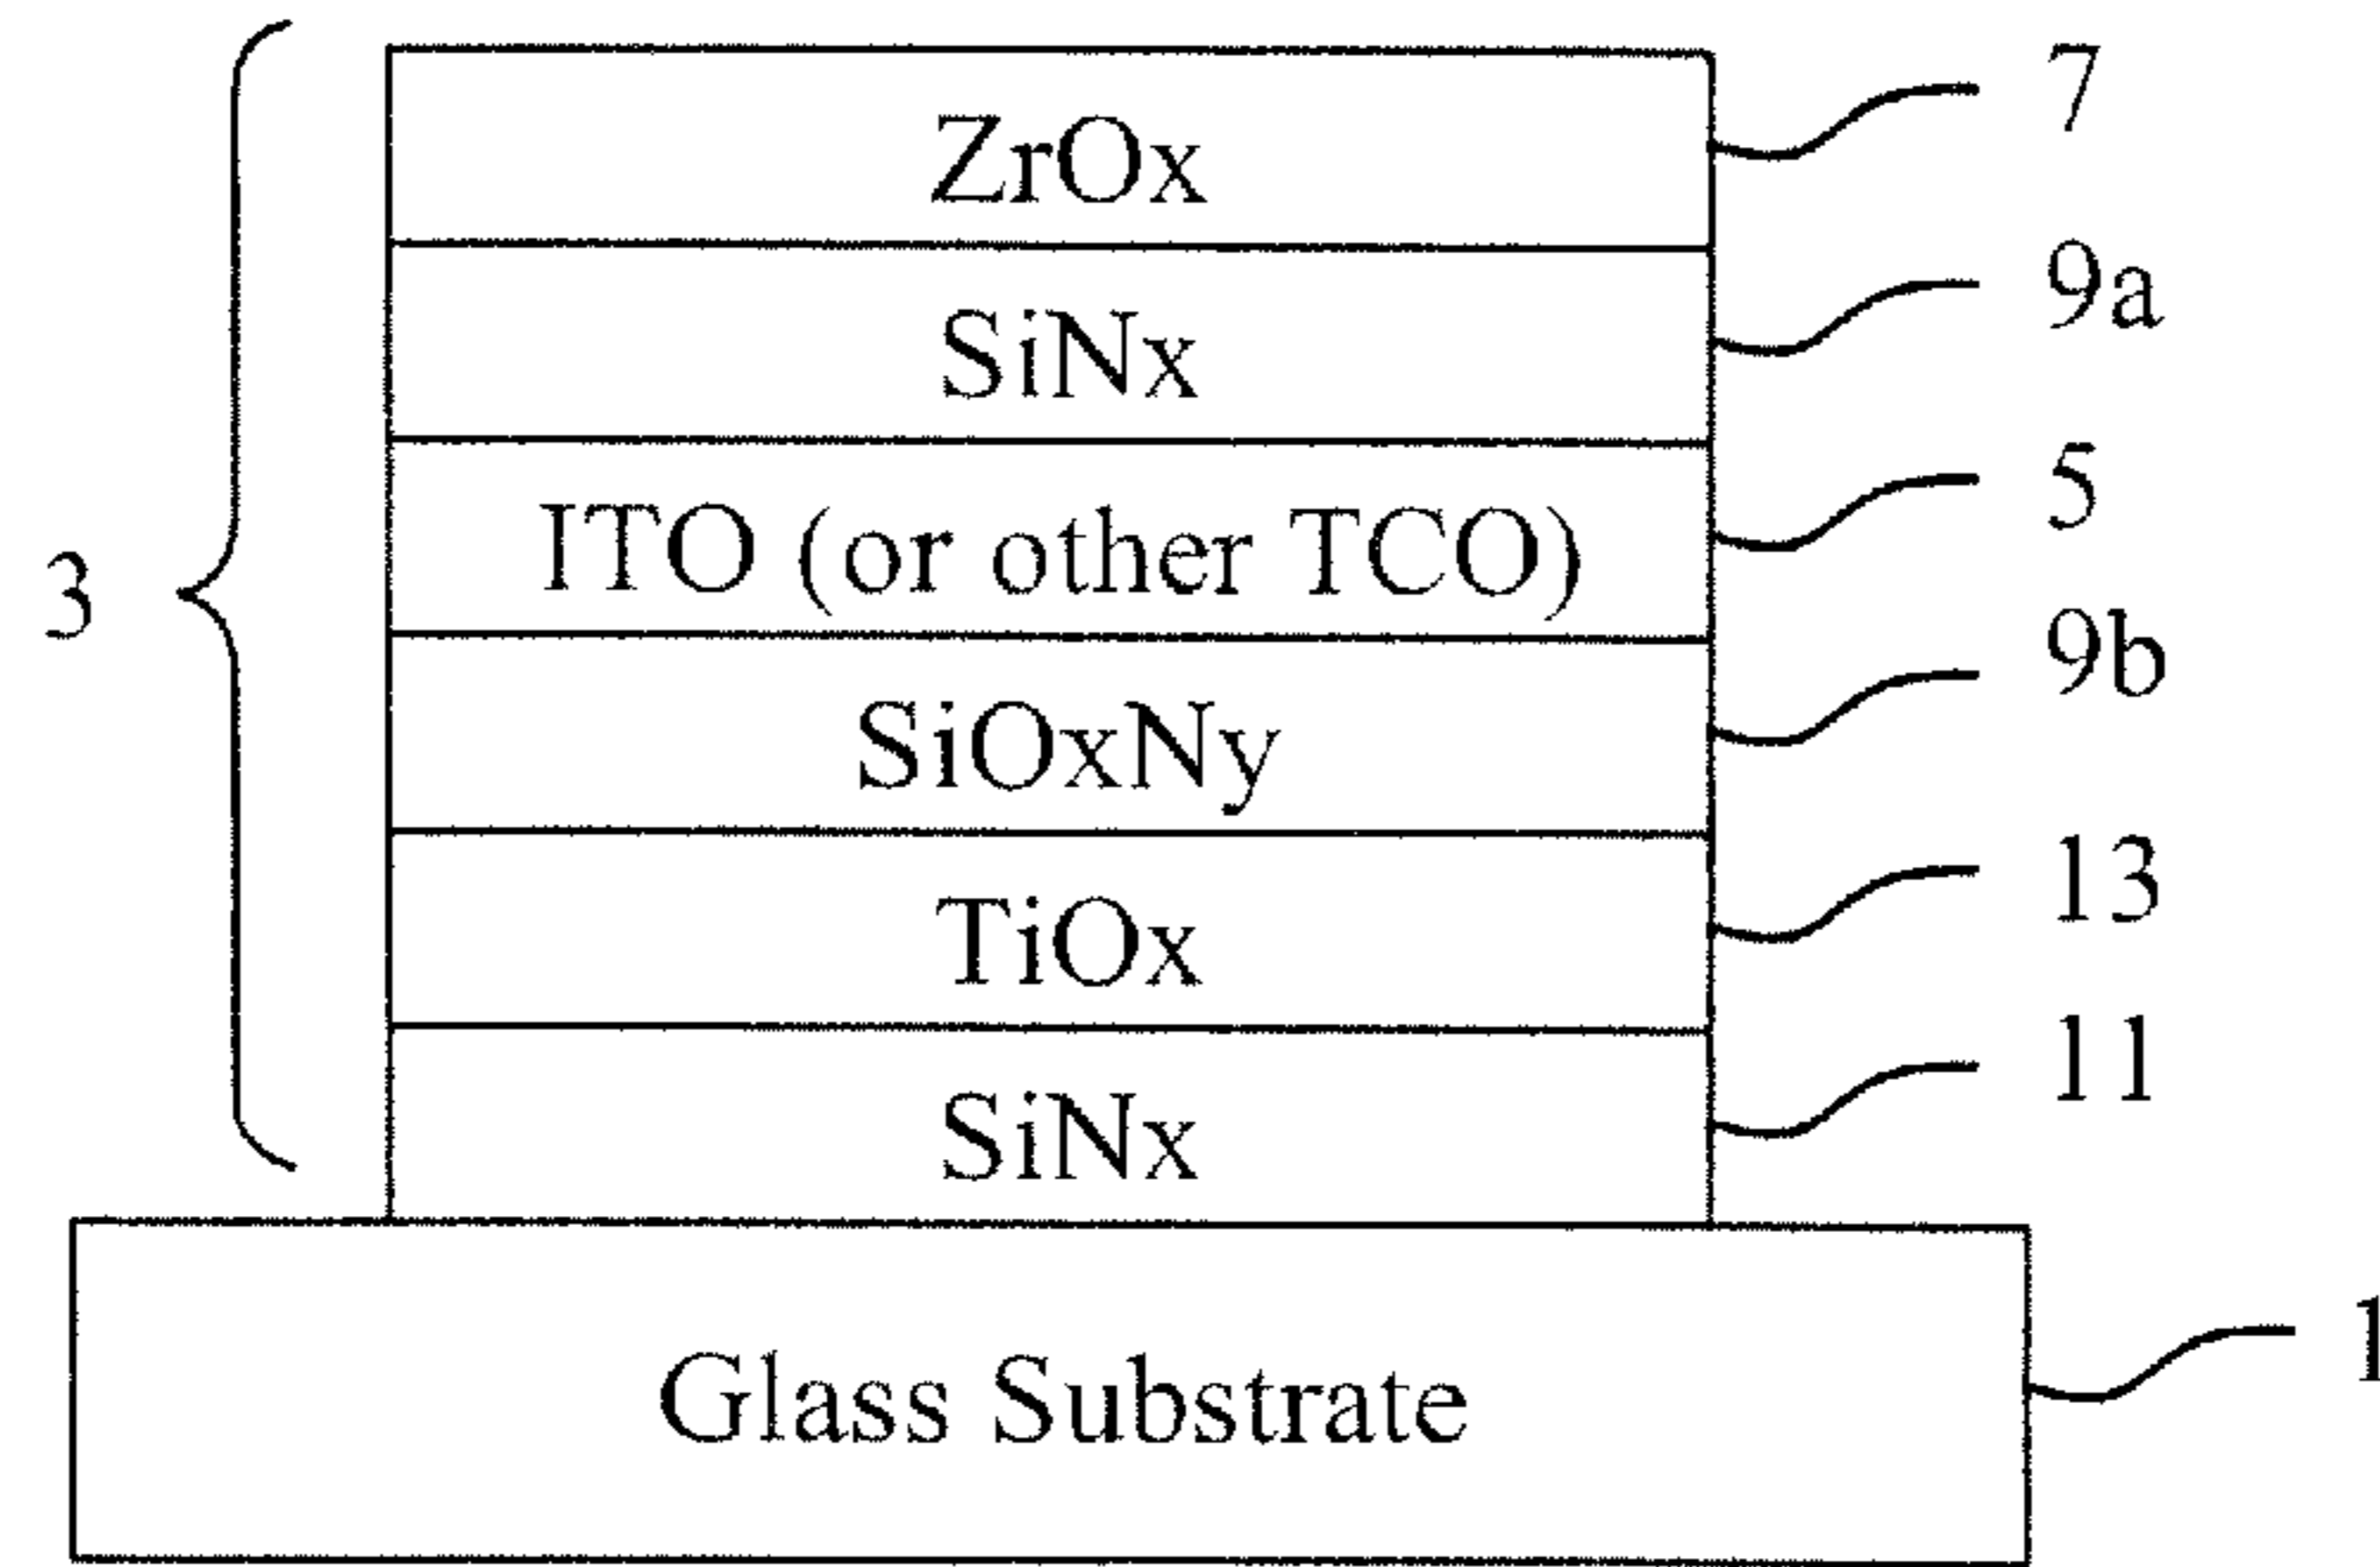 ZrOx 7
SiNx 9a
ITO (or other TCO) 5
3
SiOxNy 9b
TiOx 13
SiNx 11
Glass Substrate 1